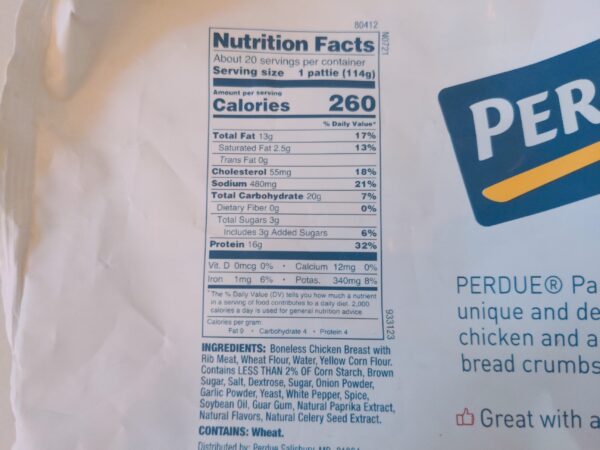 80412
N0721
Nutrition Facts
About 20 servings per container
Serving size 1 pattie (114g)
Amount per serving
Calories 260
% Daily Value*
Total Fat 13g 17%
Saturated Fat 2.5g 13%
Trans Fat 0g
Cholesterol 55mg 18%
Sodium 480mg 21%
Total Carbohydrate 20g 7%
Dietary Fiber 0g 0%
Total Sugars 3g
Includes 3g Added Sugars 6%
Protein 16g 32%
Vit. D 0mcg 0% • Calcium 12mg 0%
Iron 1mg 6% • Potas. 340mg 8%
*The % Daily Value (DV) tells you how much a nutrient
in a serving of food contributes to a daily diet. 2,000
calories a day is used for general nutrition advice.
Calories per gram:
Fat 9 • Carbohydrate 4 • Protein 4
933123
INGREDIENTS: Boneless Chicken Breast with
Rib Meat, Wheat Flour, Water, Yellow Corn Flour.
Contains LESS THAN 2% OF Corn Starch, Brown
Sugar, Salt, Dextrose, Sugar, Onion Powder,
Garlic Powder, Yeast, White Pepper, Spice,
Soybean Oil, Guar Gum, Natural Paprika Extract,
Natural Flavors, Natural Celery Seed Extract.
CONTAINS: Wheat.
Distributed by: Perdue Salisbury, MD
PER
PERDUE® Pa
unique and de
chicken and a
bread crumbs
Great with a